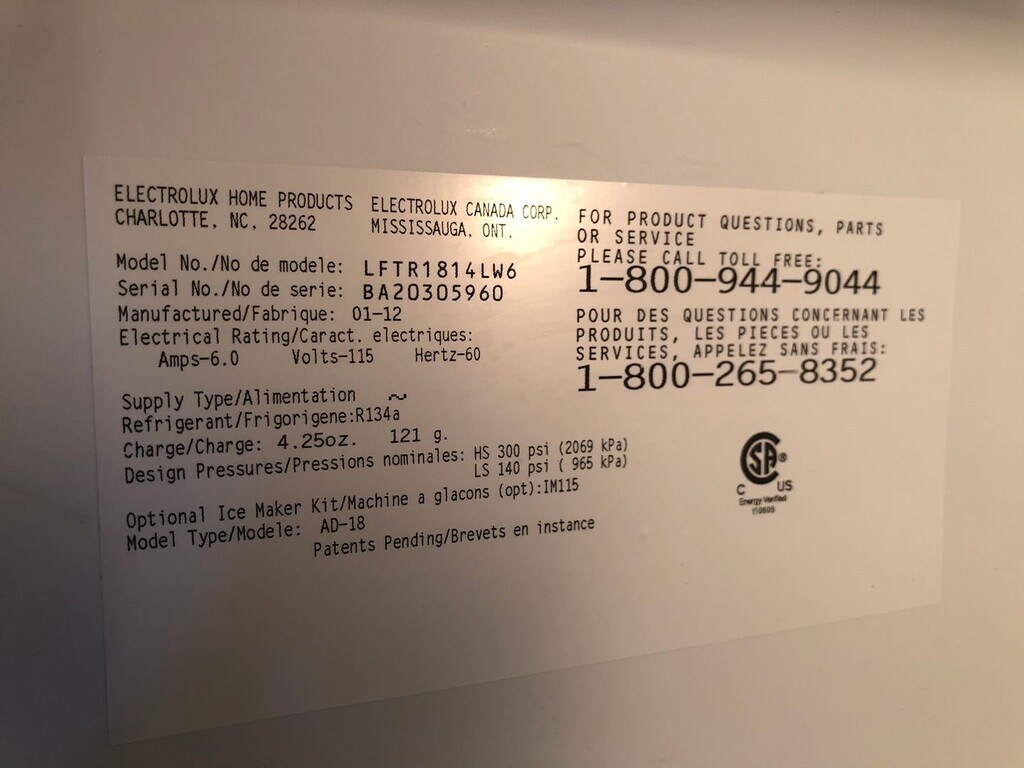 ELECTROLUX HOME PRODUCTS
CHARLOTTE, NC, 28262
ELECTROLUX CANADA CORP.
MISSISSAUGA, ONT.
Model No./No de modele: LFTR1814LW6
Serial No./No de serie: BA20305960
Manufactured/Fabrique: 01-12
Electrical Rating/Caract. electriques:
Amps-6.0 Volts-115 Hertz-60
Supply Type/Alimentation ~
Refrigerant/Frigorigene:R134a
Charge/Charge: 4.25oz. 121 g.
Design Pressures/Pressions nominales: HS 300 psi (2069 kPa)
LS 140 psi ( 965 kPa)
Optional Ice Maker Kit/Machine a glacons (opt):IM115
Model Type/Modele: AD-18
Patents Pending/Brevets en instance
FOR PRODUCT QUESTIONS, PARTS
OR SERVICE
PLEASE CALL TOLL FREE:
1-800-944-9044
POUR DES QUESTIONS CONCERNANT LES
PRODUITS, LES PIECES OU LES
SERVICES, APPELEZ SANS FRAIS:
1-800-265-8352
SA®
C US
Energy Verified